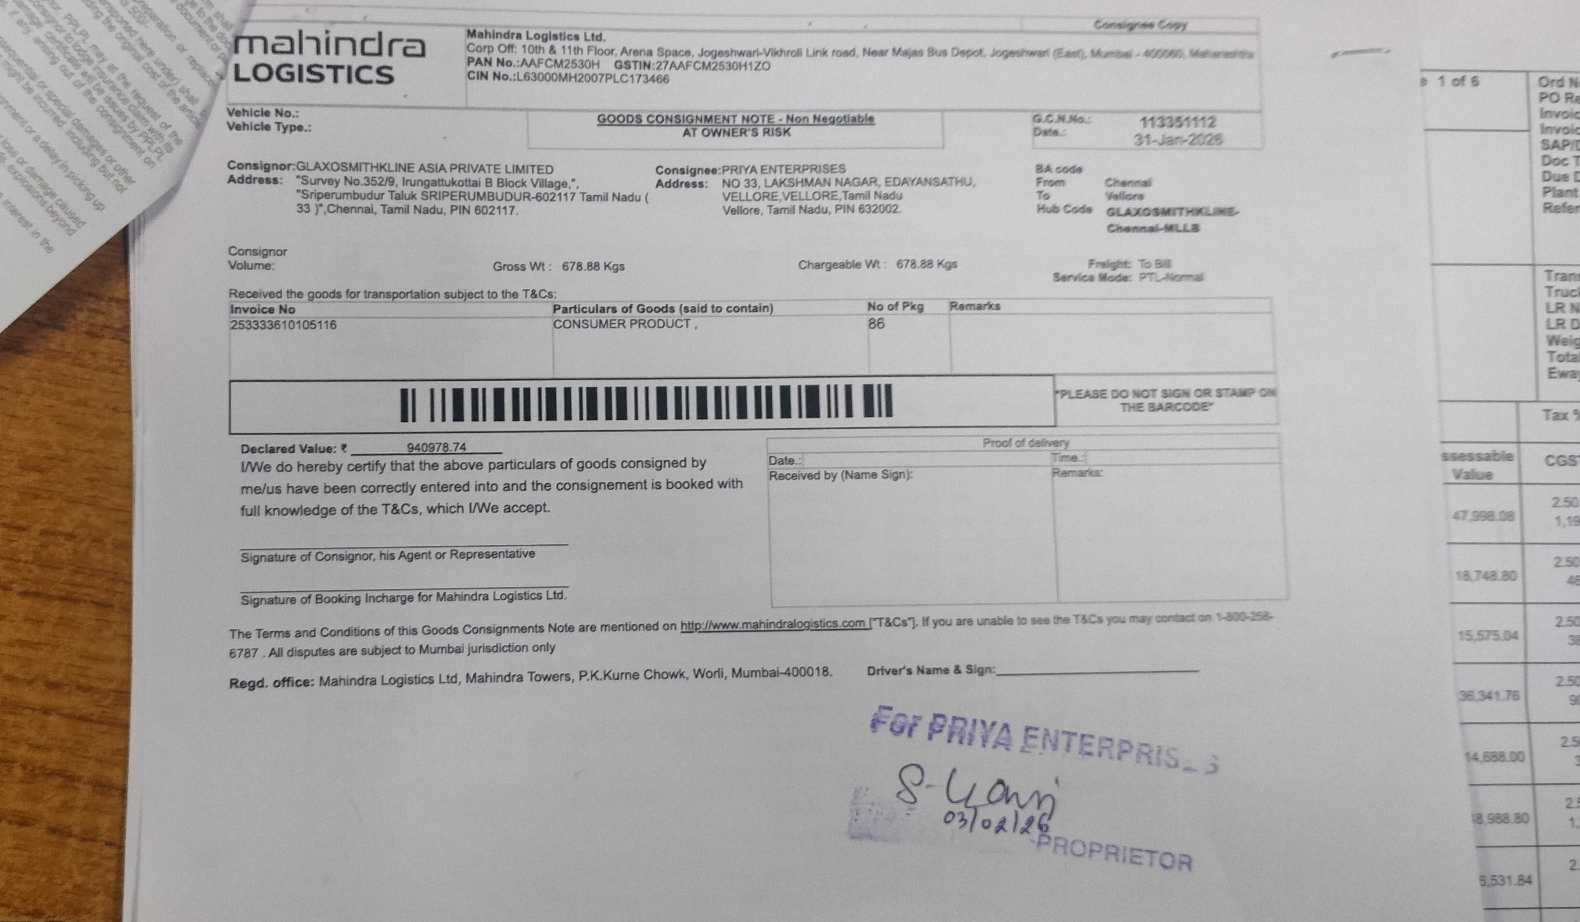 Consignee Copy
mahindra
LOGISTICS
Mahindra Logistics Ltd.
Corp Off: 10th & 11th Floor, Arena Space, Jogeshwari-Vikhroli Link road, Near Majas Bus Depot, Jogeshwari (East), Mumbai - 400060, Maharashtra
PAN No.:AAFCM2530H GSTIN:27AAFCM2530H1ZO
CIN No.:L63000MH2007PLC173466
Vehicle No.:
Vehicle Type.:
GOODS CONSIGNMENT NOTE - Non Negotiable
AT OWNER'S RISK
G.C.N.No.: 113351112
Date.: 31-Jan-2026
Consignor:GLAXOSMITHKLINE ASIA PRIVATE LIMITED
Address: "Survey No.352/9, Irungattukottai B Block Village,",
"Sriperumbudur Taluk SRIPERUMBUDUR-602117 Tamil Nadu (
33 )",Chennai, Tamil Nadu, PIN 602117.
Consignee:PRIYA ENTERPRISES
Address: NO 33, LAKSHMAN NAGAR, EDAYANSATHU,
VELLORE,VELLORE,Tamil Nadu
Vellore, Tamil Nadu, PIN 632002.
BA code
From Chennai
To Vellore
Hub Code GLAXOSMITHKLINE-
Chennai-MLLB
Consignor
Volume:
Gross Wt : 678.88 Kgs
Chargeable Wt : 678.88 Kgs
Freight: To Bill
Service Mode: PTL-Normal
Received the goods for transportation subject to the T&Cs:
Invoice No Particulars of Goods (said to contain) No of Pkg Remarks
253333610105116 CONSUMER PRODUCT , 86
*PLEASE DO NOT SIGN OR STAMP ON
THE BARCODE*
Declared Value: ₹ 940978.74
I/We do hereby certify that the above particulars of goods consigned by
me/us have been correctly entered into and the consignement is booked with
full knowledge of the T&Cs, which I/We accept.
Proof of delivery
Date.: Time.:
Received by (Name Sign): Remarks:
Signature of Consignor, his Agent or Representative
Signature of Booking Incharge for Mahindra Logistics Ltd.
The Terms and Conditions of this Goods Consignments Note are mentioned on http://www.mahindralogistics.com ["T&Cs"]. If you are unable to see the T&Cs you may contact on 1-800-258-
6787 . All disputes are subject to Mumbai jurisdiction only
Regd. office: Mahindra Logistics Ltd, Mahindra Towers, P.K.Kurne Chowk, Worli, Mumbai-400018.
Driver's Name & Sign:
For PRIYA ENTERPRIS
03/02/26
PROPRIETOR
1 of 6
Ord N
PO Re
Invoic
Invoic
SAP/D
Doc T
Due D
Plant
Refer
Tran
Truc
LR N
LR D
Weig
Tota
Eway
Tax %
ssessable
Value
CGS
47,998.08
2.50
1,19
18,748.80
2.50
15,575.04
2.50
36,341.76
2.50
14,688.00
8,988.80
5,531.84